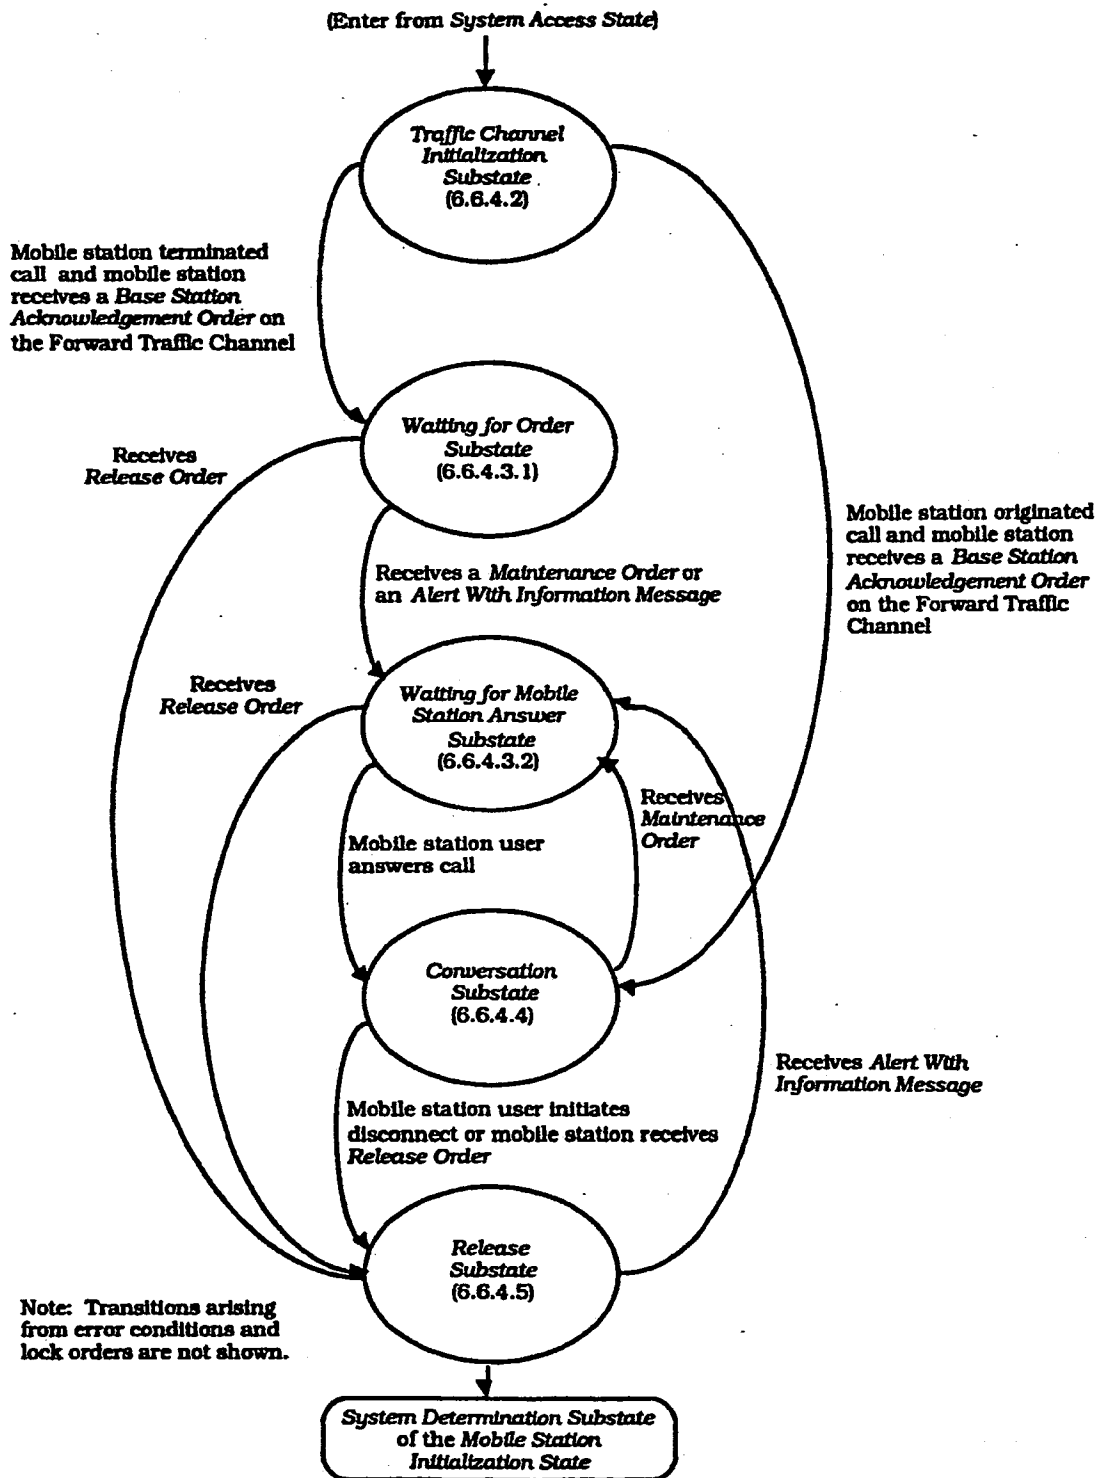 (Enter from System Access State)
Traffic Channel
Initialization
Substate
(6.6.4.2)
Mobile station terminated
call and mobile station
receives a Base Station
Acknowledgement Order on
the Forward Traffic Channel
Waiting for Order
Substate
(6.6.4.3.1)
Receives
Release Order
Mobile station originated
call and mobile station
receives a Base Station
Acknowledgement Order
on the Forward Traffic
Channel
Receives a Maintenance Order or
an Alert With Information Message
Receives
Release Order
Waiting for Mobile
Station Answer
Substate
(6.6.4.3.2)
Receives
Maintenance
Order
Mobile station user
answers call
Conversation
Substate
(6.6.4.4)
Receives Alert With
Information Message
Mobile station user initiates
disconnect or mobile station receives
Release Order
Release
Substate
(6.6.4.5)
Note: Transitions arising
from error conditions and
lock orders are not shown.
System Determination Substate
of the Mobile Station
Initialization State